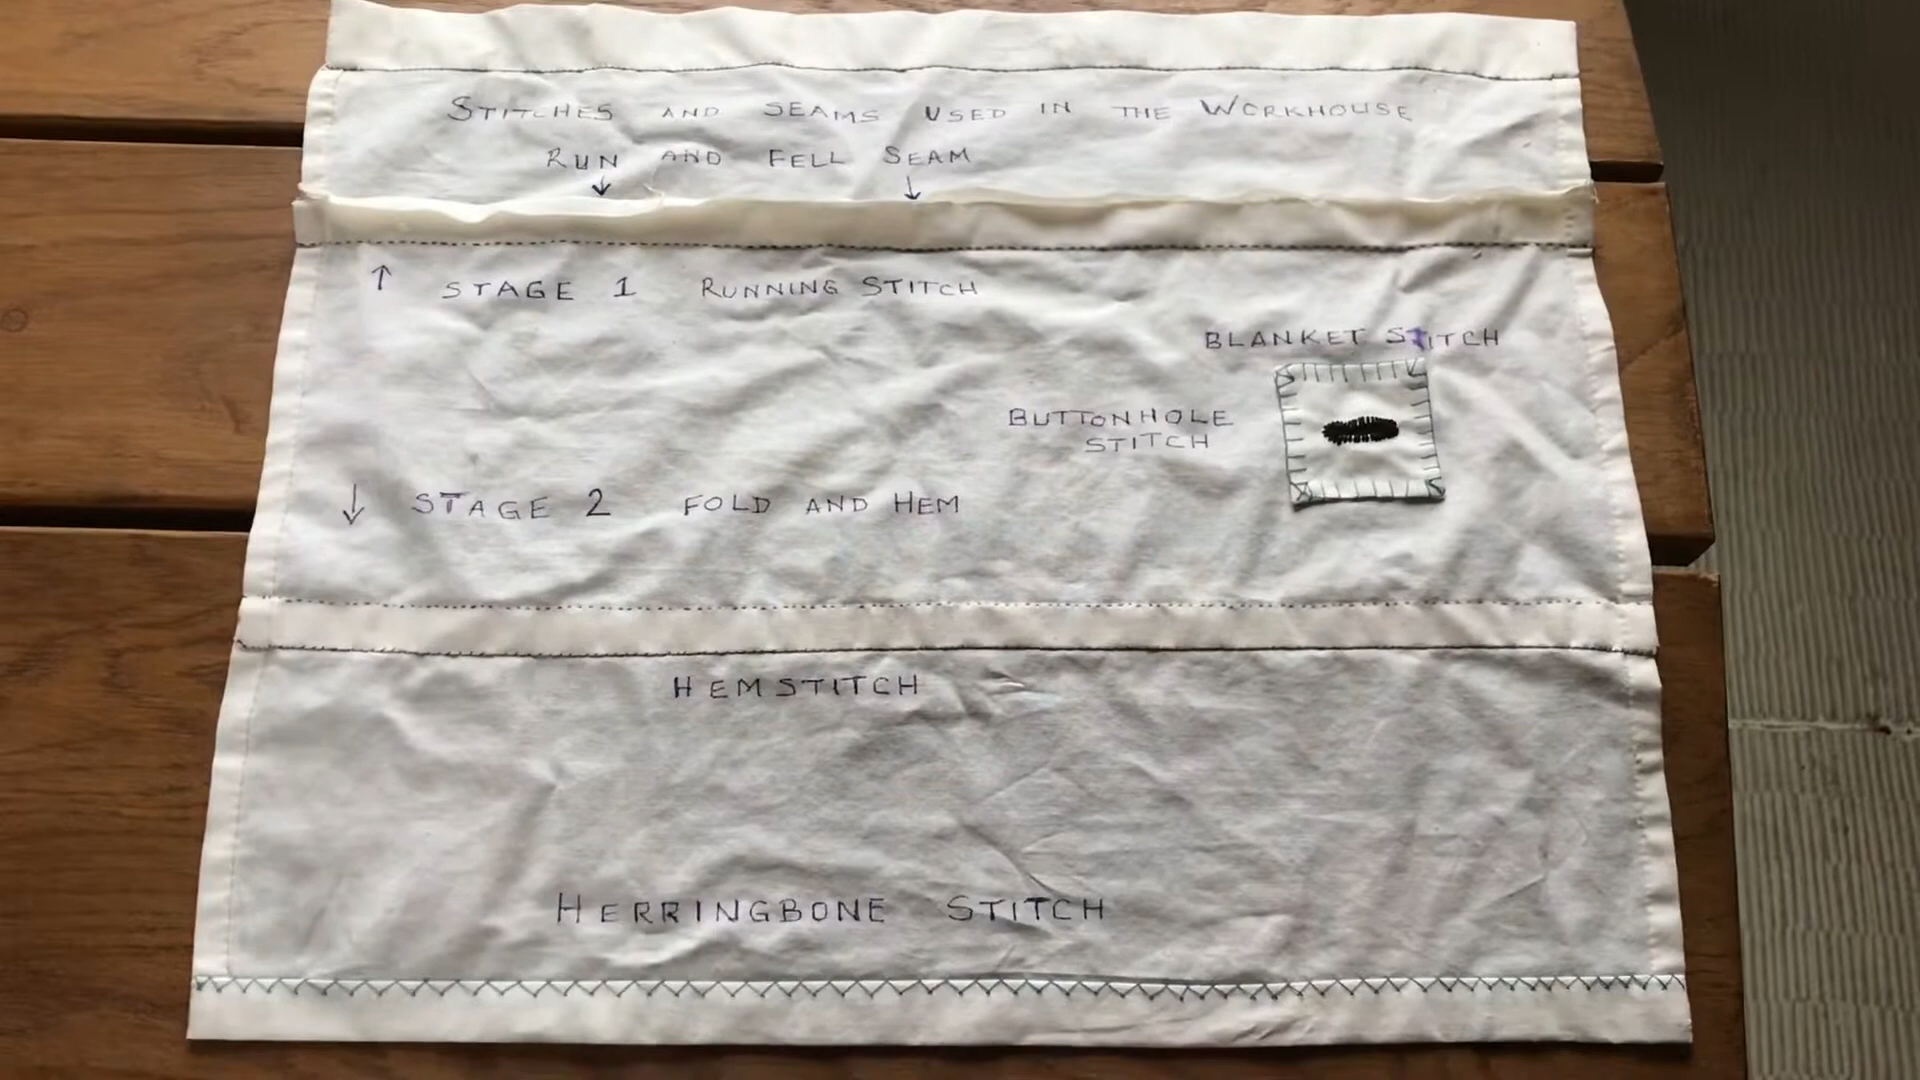 STITCHES AND SEAMS USED IN THE WORKHOUSE
RUN AND FELL SEAM
↓ ↓
↑ STAGE 1 RUNNING STITCH
BLANKET STITCH
BUTTONHOLE
STITCH
↓ STAGE 2 FOLD AND HEM
HEMSTITCH
HERRINGBONE STITCH